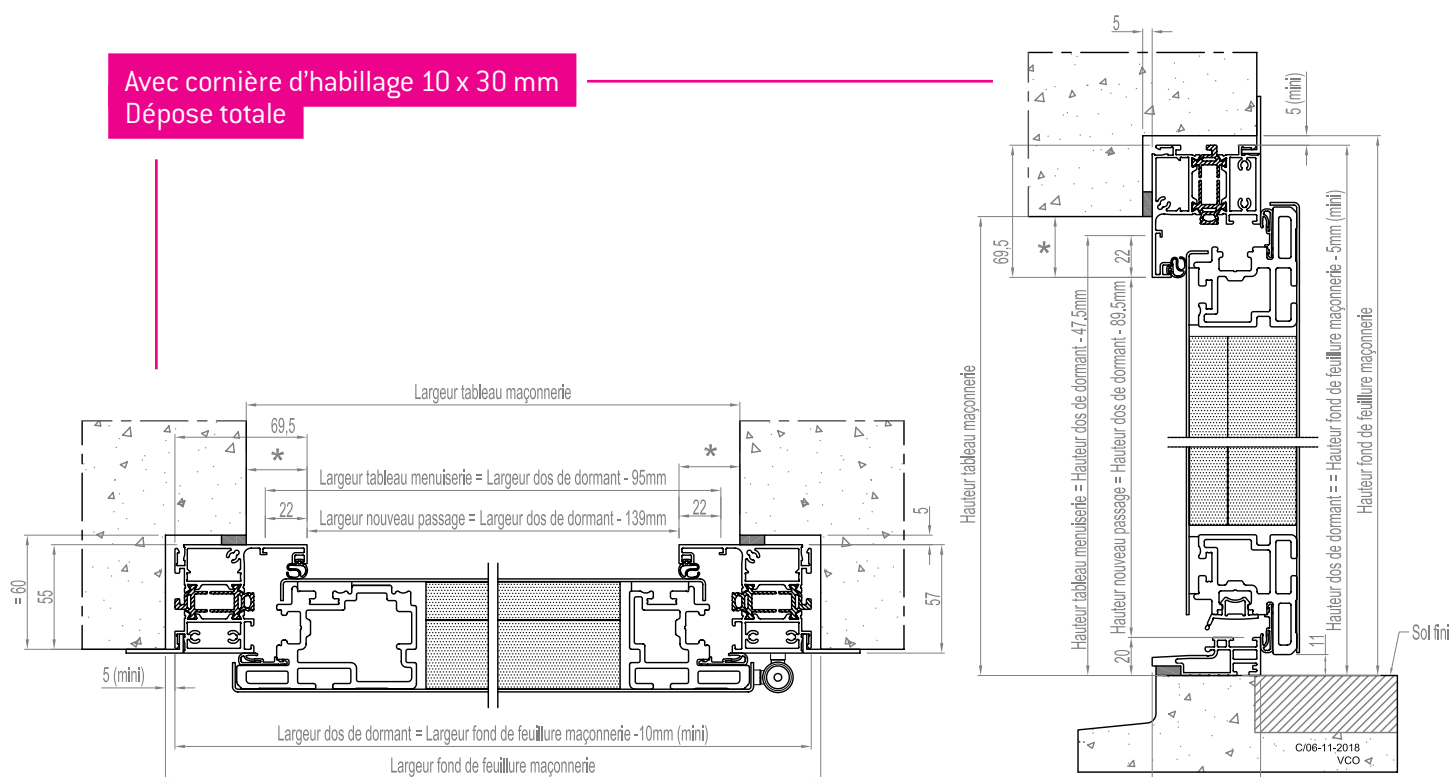 Avec cornière d'habillage 10 x 30 mm
Dépose totale
5
5 (mini)
69,5
*
22
Hauteur tableau maçonnerie
Hauteur tableau menuiserie = Hauteur dos de dormant - 47,5mm
Hauteur nouveau passage = Hauteur dos de dormant - 89,5mm
Hauteur dos de dormant = = Hauteur fond de feuillure maçonnerie - 5mm (mini)
Hauteur fond de feuillure maçonnerie
20
11
Sol fini
C/06-11-2018
VCO
Largeur tableau maçonnerie
69,5
*
*
Largeur tableau menuiserie = Largeur dos de dormant - 95mm
22
22
Largeur nouveau passage = Largeur dos de dormant - 139mm
5
= 60
55
57
5 (mini)
Largeur dos de dormant = Largeur fond de feuillure maçonnerie -10mm (mini)
Largeur fond de feuillure maçonnerie